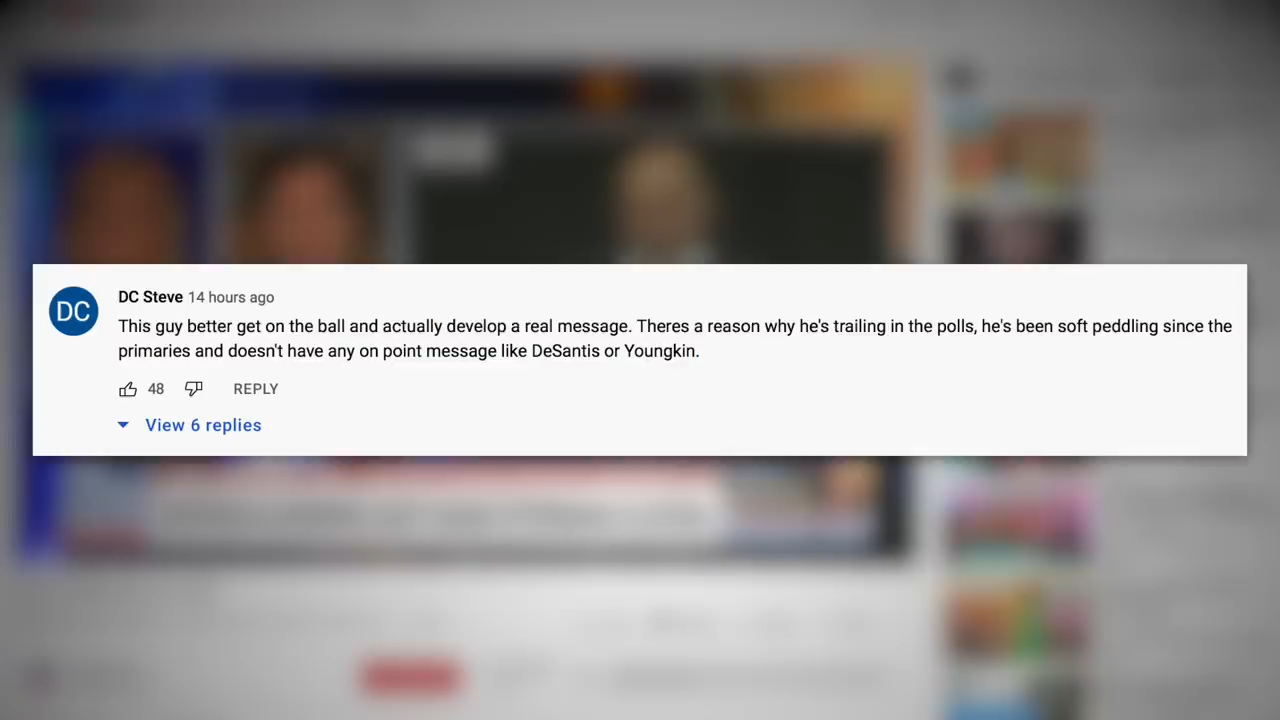 DC
DC Steve 14 hours ago
This guy better get on the ball and actually develop a real message. Theres a reason why he's trailing in the polls, he's been soft peddling since the
primaries and doesn't have any on point message like DeSantis or Youngkin.
48 REPLY
View 6 replies